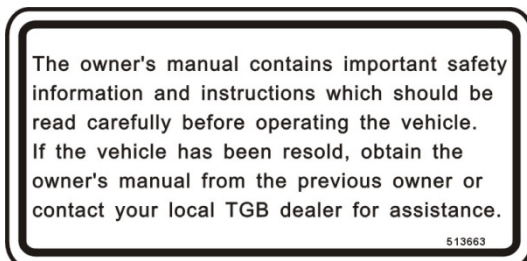 The owner's manual contains important safety
information and instructions which should be
read carefully before operating the vehicle.
If the vehicle has been resold, obtain the
owner's manual from the previous owner or
contact your local TGB dealer for assistance.
513663